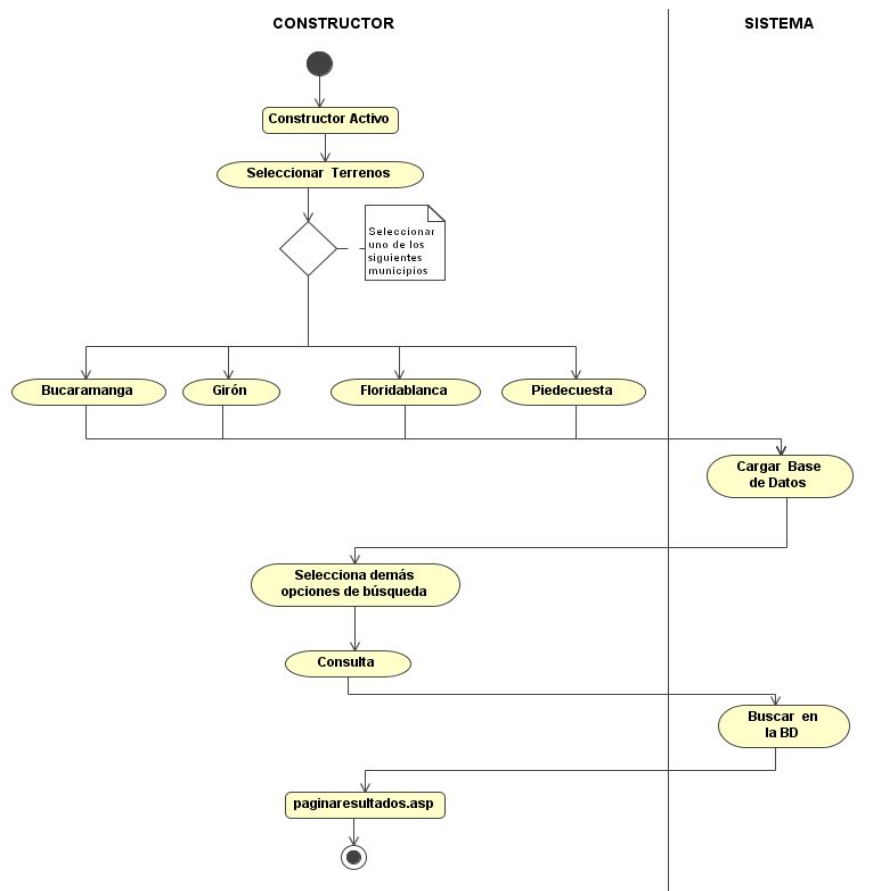 CONSTRUCTOR
SISTEMA
Constructor Activo
Seleccionar Terrenos
Seleccionar
uno de los
siguientes
municipios
Bucaramanga
Girón
Floridablanca
Piedecuesta
Cargar Base
de Datos
Selecciona demás
opciones de búsqueda
Consulta
Buscar en
la BD
paginaresultados.asp